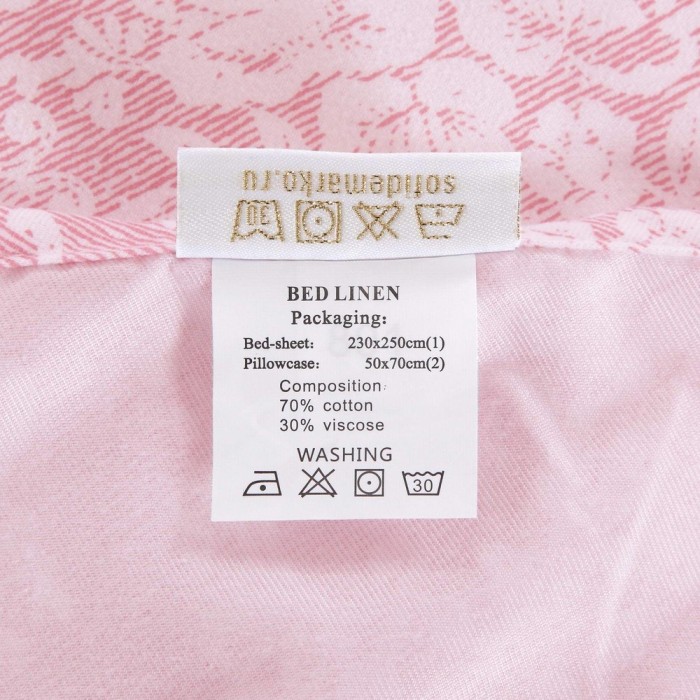 sofidemarko.ru
30
BED LINEN
Packaging:
Bed-sheet: 230x250cm(1)
Pillowcase: 50x70cm(2)
Composition:
70% cotton
30% viscose
WASHING
30